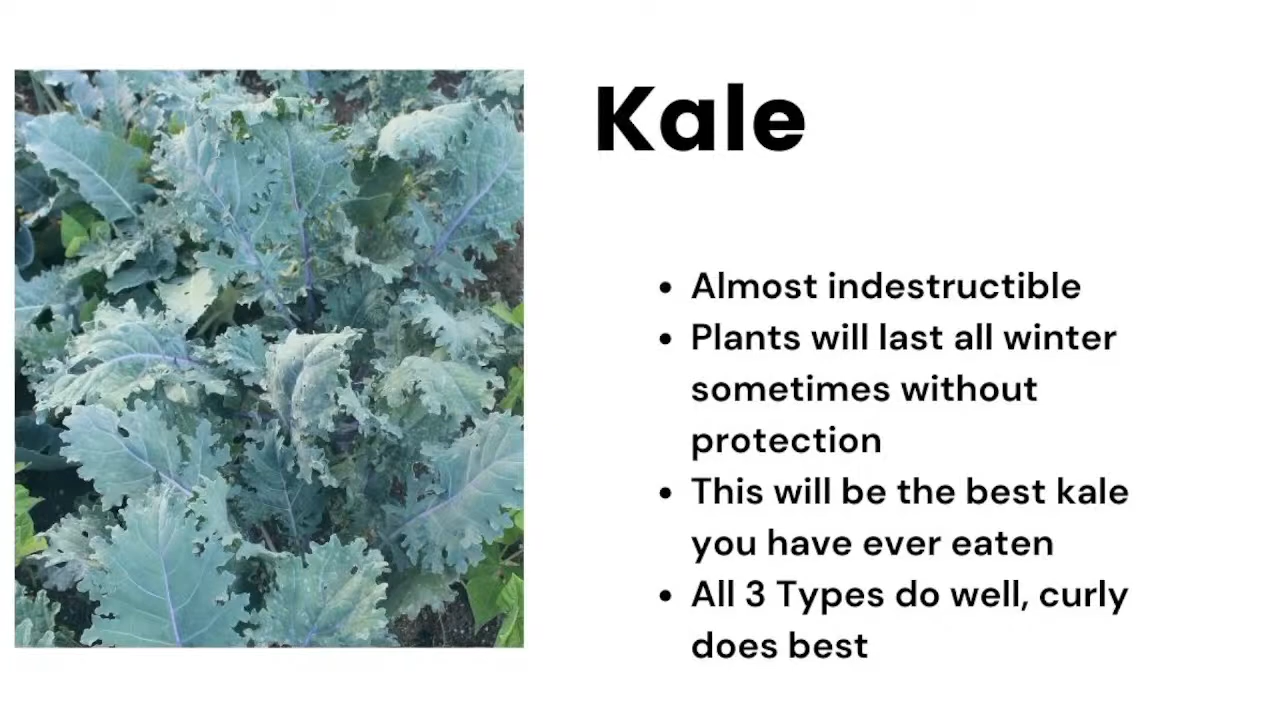 Kale
• Almost indestructible
• Plants will last all winter
sometimes without
protection
• This will be the best kale
you have ever eaten
• All 3 Types do well, curly
does best